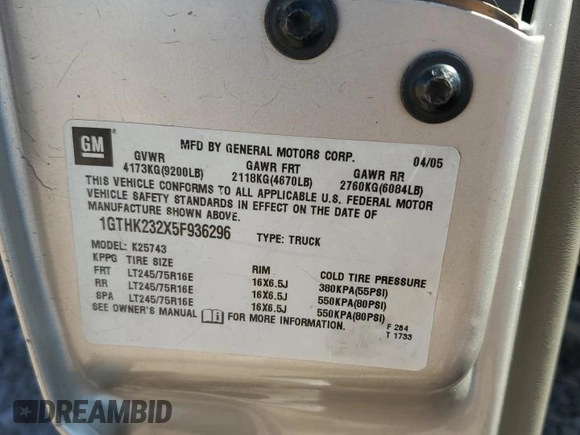 GM
MFD BY GENERAL MOTORS CORP. 04/05
GVWR GAWR FRT GAWR RR
4173KG(9200LB) 2118KG(4670LB) 2760KG(6084LB)
THIS VEHICLE CONFORMS TO ALL APPLICABLE U.S. FEDERAL MOTOR
VEHICLE SAFETY STANDARDS IN EFFECT ON THE DATE OF
MANUFACTURE SHOWN ABOVE.
1GTHK232X5F936296 TYPE: TRUCK
MODEL: K25743
KPPG TIRE SIZE RIM COLD TIRE PRESSURE
FRT LT245/75R16E 16X6.5J 380KPA(55PSI)
RR LT245/75R16E 16X6.5J 550KPA(80PSI)
SPA LT245/75R16E 16X6.5J 550KPA(80PSI)
SEE OWNER'S MANUAL FOR MORE INFORMATION.
F 284
T 1733
DREAMBID